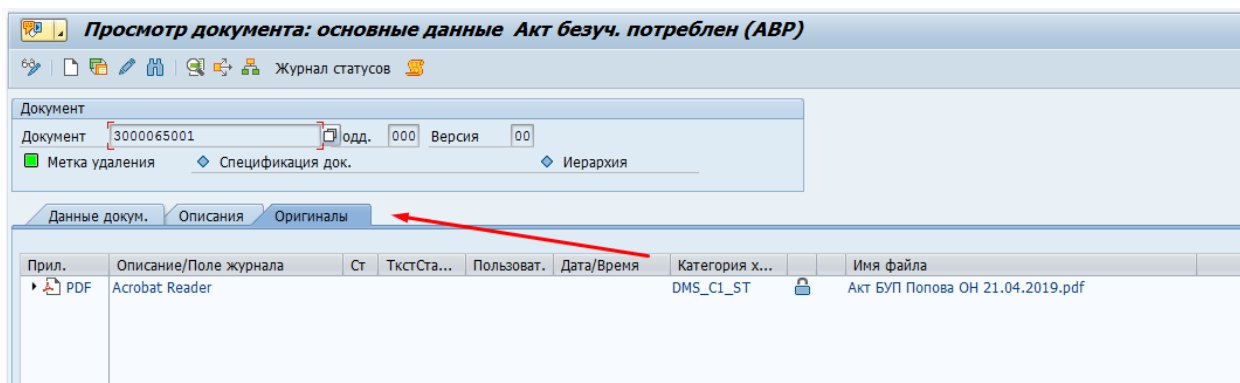 Просмотр документа: основные данные Акт безуч. потреблен (АВР)
Журнал статусов
Документ
Документ 3000065001 одд. 000 Версия 00
Метка удаления Спецификация док. Иерархия
Данные докум. Описания Оригиналы
Прил. Описание/Поле журнала Ст ТкстСта... Пользоват. Дата/Время Категория х... Имя файла
PDF Acrobat Reader DMS_C1_ST Акт БУП Попова ОН 21.04.2019.pdf